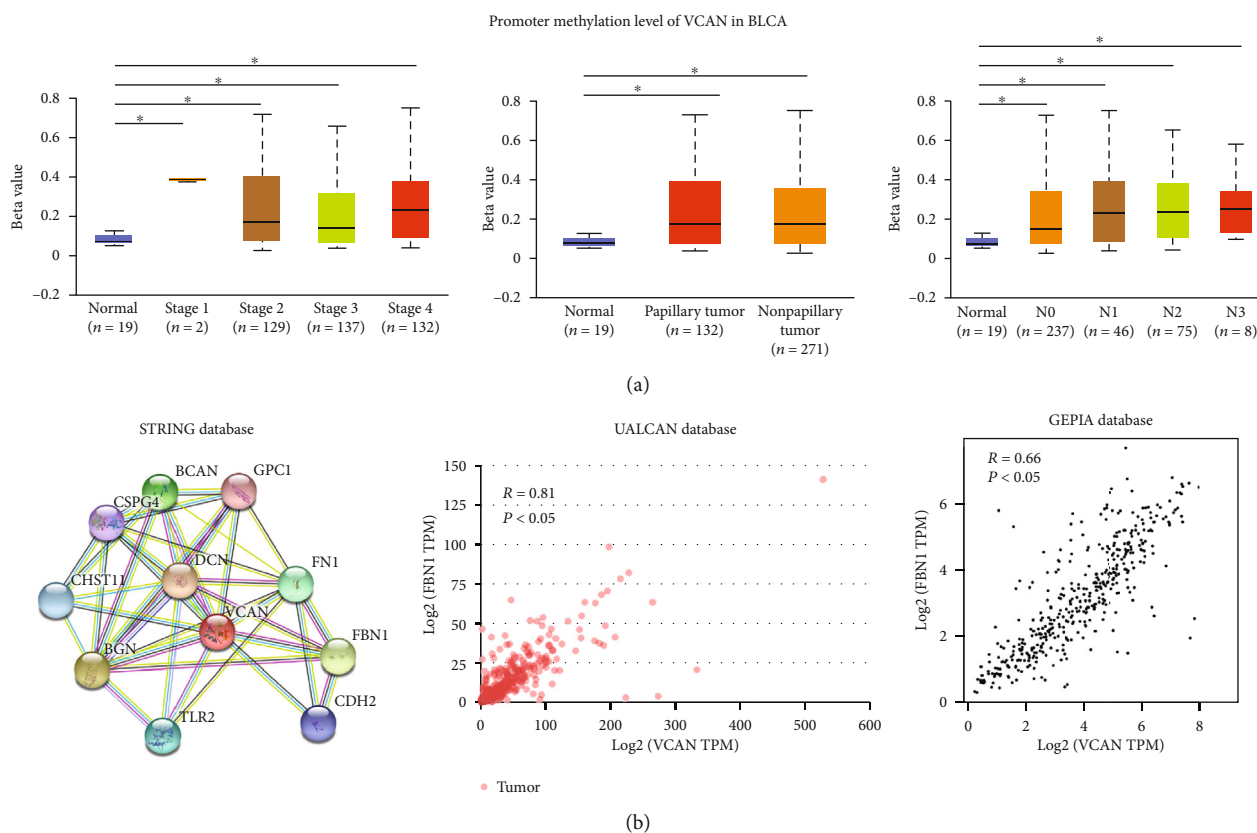 Promoter methylation level of VCAN in BLCA
Beta value
0.8
0.6
0.4
0.2
0
−0.2
*
*
*
*
Normal
(n = 19)
Stage 1
(n = 2)
Stage 2
(n = 129)
Stage 3
(n = 137)
Stage 4
(n = 132)
Beta value
0.8
0.6
0.4
0.2
0
−0.2
*
*
Normal
(n = 19)
Papillary tumor
(n = 132)
Nonpapillary
tumor
(n = 271)
Beta value
0.8
0.6
0.4
0.2
0
−0.2
*
*
*
*
Normal
(n = 19)
N0
(n = 237)
N1
(n = 46)
N2
(n = 75)
N3
(n = 8)
(a)
STRING database
BCAN
GPC1
CSPG4
DCN
FN1
CHST11
VCAN
BGN
FBN1
TLR2
CDH2
UALCAN database
R = 0.81
P < 0.05
Log2 (FBN1 TPM)
150
125
100
75
50
25
0
0 100 200 300 400 500 600
Log2 (VCAN TPM)
Tumor
GEPIA database
R = 0.66
P < 0.05
Log2 (FBN1 TPM)
6
4
2
0
0 2 4 6 8
Log2 (VCAN TPM)
(b)